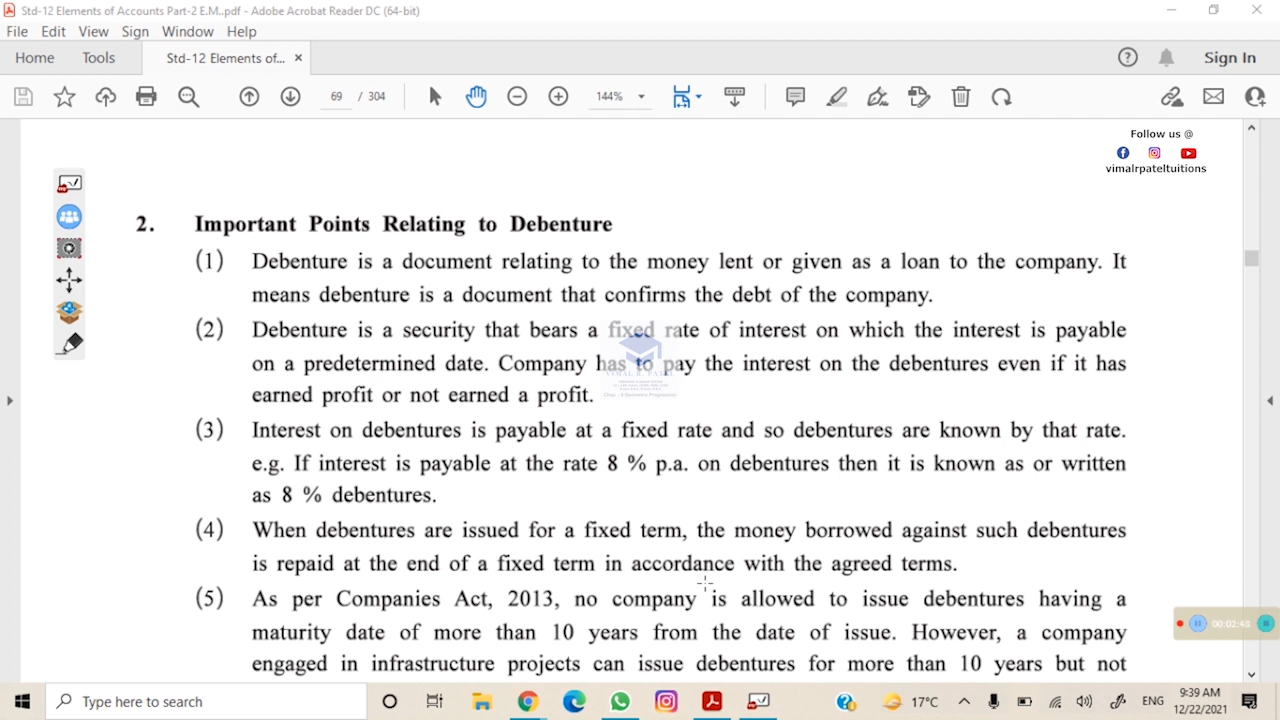 Std-12 Elements of Accounts Part-2 E.M..pdf - Adobe Acrobat Reader DC (64-bit)
File Edit View Sign Window Help
Home Tools Std-12 Elements of... × Sign In
69 / 304 144%
Follow us @
vimalrpateltuitions
2. Important Points Relating to Debenture
(1) Debenture is a document relating to the money lent or given as a loan to the company. It
means debenture is a document that confirms the debt of the company.
(2) Debenture is a security that bears a fixed rate of interest on which the interest is payable
on a predetermined date. Company has to pay the interest on the debentures even if it has
earned profit or not earned a profit.
(3) Interest on debentures is payable at a fixed rate and so debentures are known by that rate.
e.g. If interest is payable at the rate 8 % p.a. on debentures then it is known as or written
as 8 % debentures.
(4) When debentures are issued for a fixed term, the money borrowed against such debentures
is repaid at the end of a fixed term in accordance with the agreed terms.
(5) As per Companies Act, 2013, no company is allowed to issue debentures having a
maturity date of more than 10 years from the date of issue. However, a company
engaged in infrastructure projects can issue debentures for more than 10 years but not
00:02:48
Type here to search
17°C ENG
9:39 AM
12/22/2021